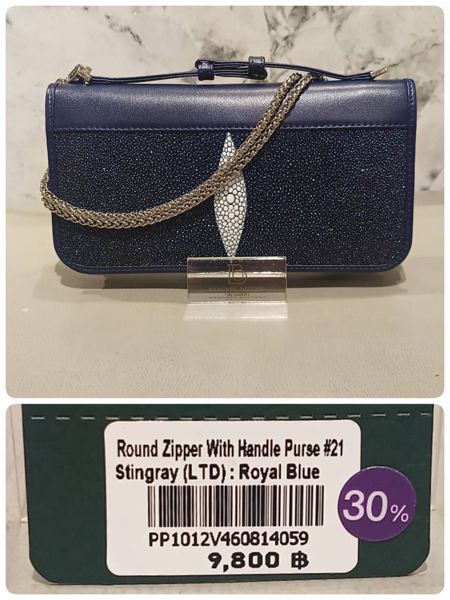 D
Round Zipper With Handle Purse #21
Stingray (LTD) : Royal Blue
PP1012V460814059
9,800 ฿
30%